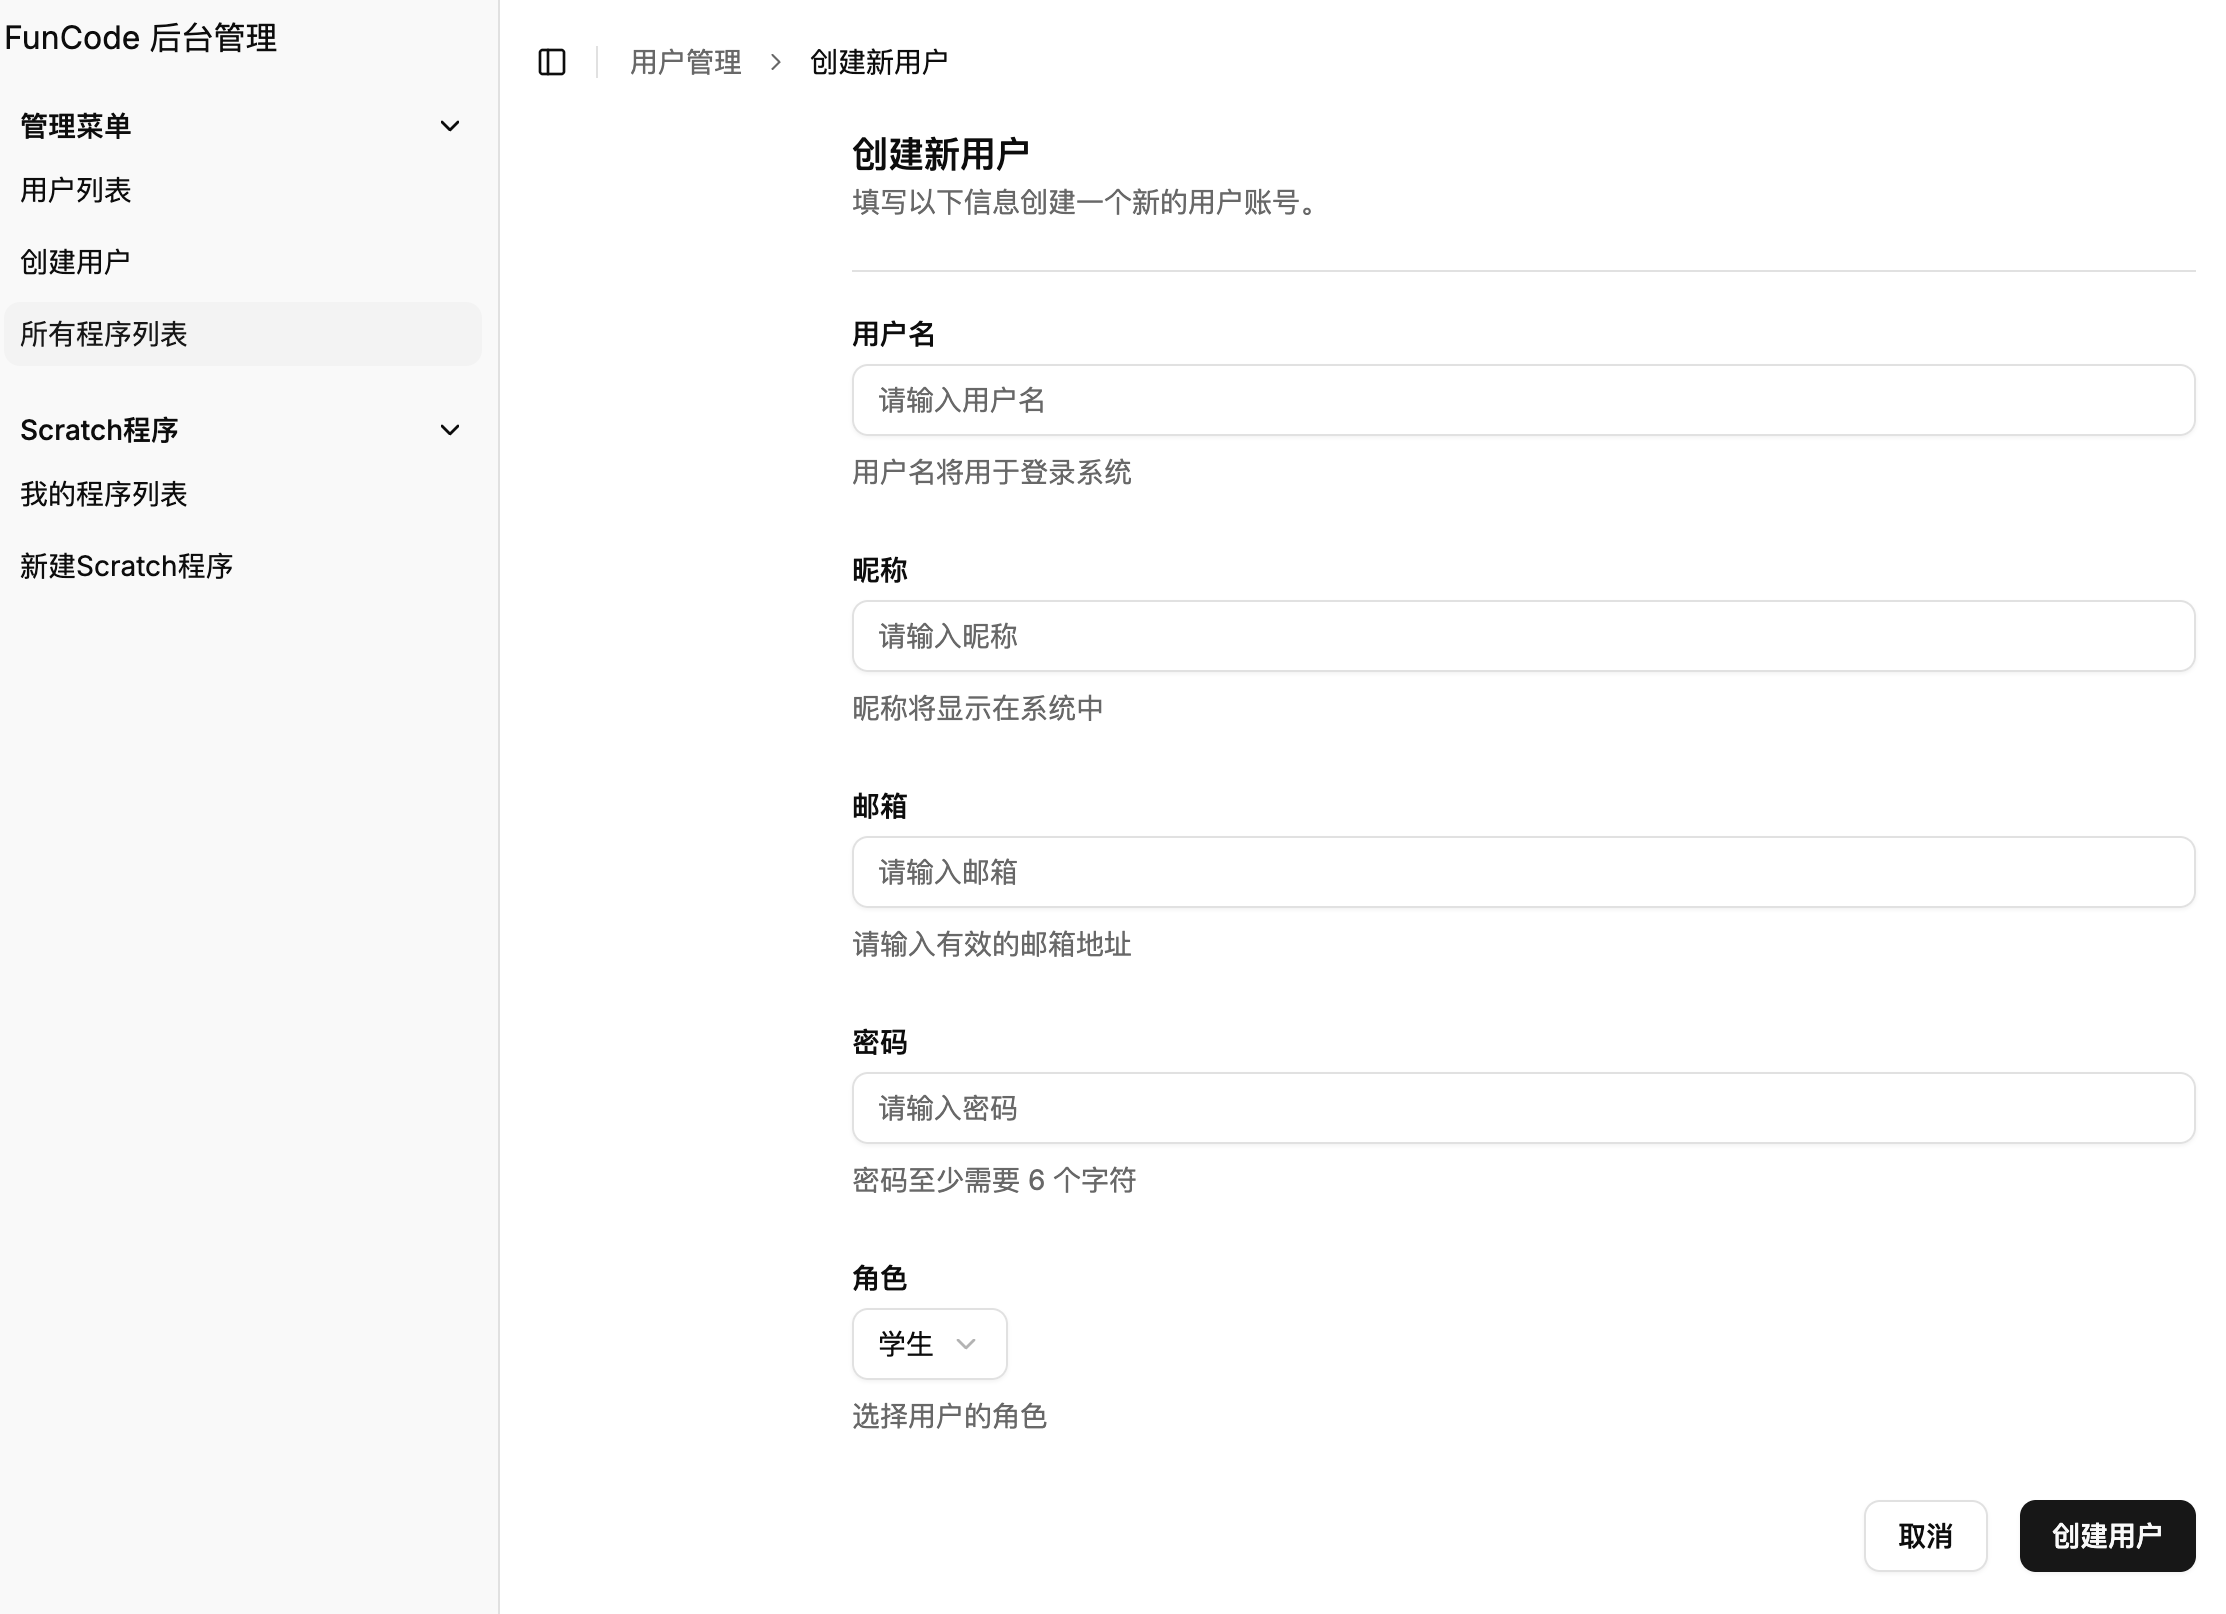 FunCode 后台管理
管理菜单
用户列表
创建用户
所有程序列表
Scratch程序
我的程序列表
新建Scratch程序
用户管理 > 创建新用户
创建新用户
填写以下信息创建一个新的用户账号。
用户名
请输入用户名
用户名将用于登录系统
昵称
请输入昵称
昵称将显示在系统中
邮箱
请输入邮箱
请输入有效的邮箱地址
密码
请输入密码
密码至少需要 6 个字符
角色
学生
选择用户的角色
取消 创建用户